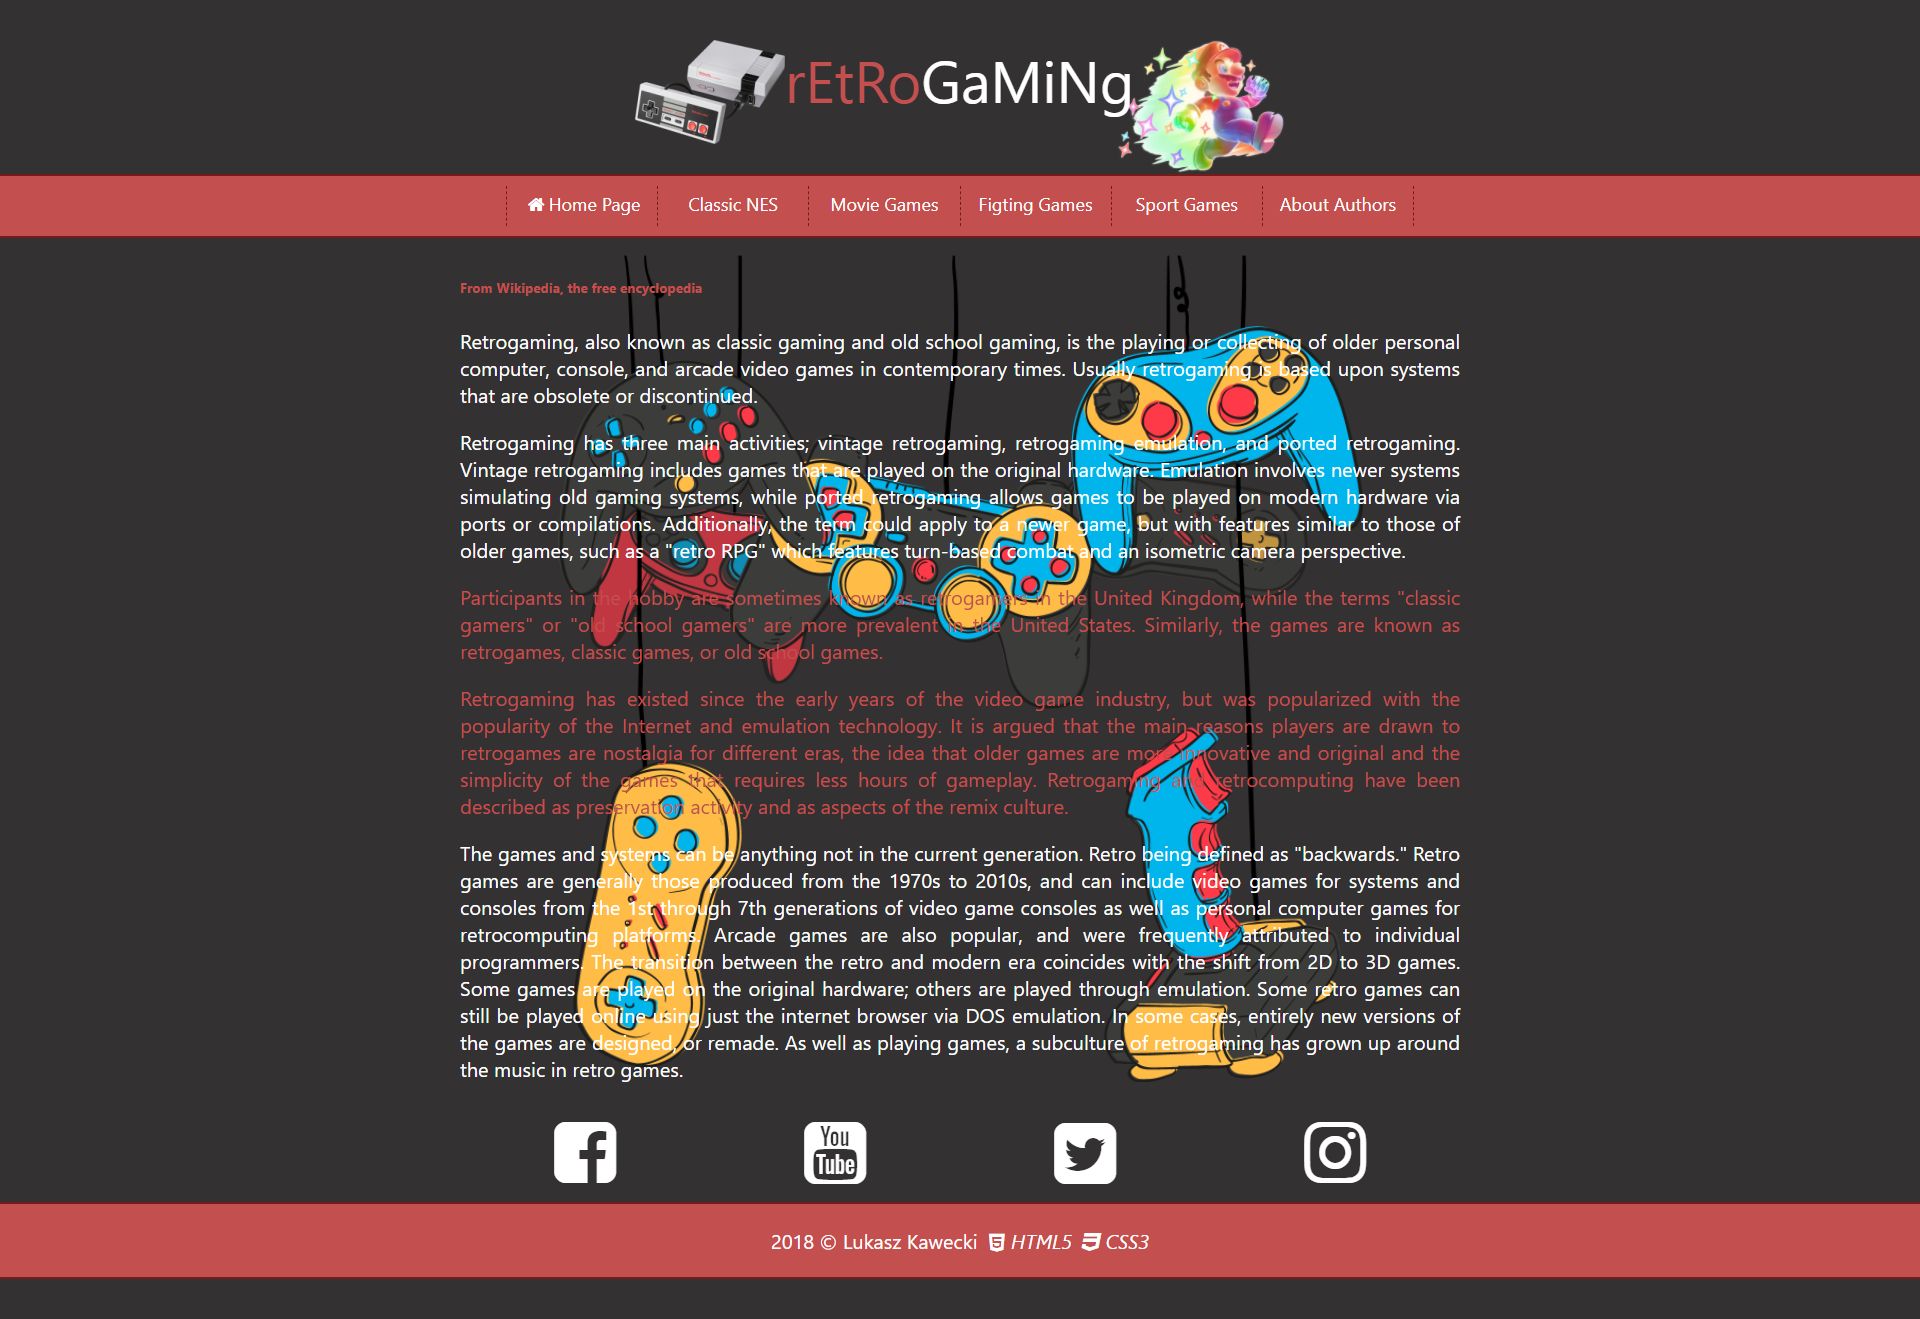 rEtRoGaMiNg
Home Page Classic NES Movie Games Figting Games Sport Games About Authors
From Wikipedia, the free encyclopedia
Retrogaming, also known as classic gaming and old school gaming, is the playing or collecting of older personal
computer, console, and arcade video games in contemporary times. Usually retrogaming is based upon systems
that are obsolete or discontinued.
Retrogaming has three main activities; vintage retrogaming, retrogaming emulation, and ported retrogaming.
Vintage retrogaming includes games that are played on the original hardware. Emulation involves newer systems
simulating old gaming systems, while ported retrogaming allows games to be played on modern hardware via
ports or compilations. Additionally, the term could apply to a newer game, but with features similar to those of
older games, such as a "retro RPG" which features turn-based combat and an isometric camera perspective.
Participants in the hobby are sometimes known as retrogamers in the United Kingdom, while the terms "classic
gamers" or "old school gamers" are more prevalent in the United States. Similarly, the games are known as
retrogames, classic games, or old school games.
Retrogaming has existed since the early years of the video game industry, but was popularized with the
popularity of the Internet and emulation technology. It is argued that the main reasons players are drawn to
retrogames are nostalgia for different eras, the idea that older games are more innovative and original and the
simplicity of the games that requires less hours of gameplay. Retrogaming and retrocomputing have been
described as preservation activity and as aspects of the remix culture.
The games and systems can be anything not in the current generation. Retro being defined as "backwards." Retro
games are generally those produced from the 1970s to 2010s, and can include video games for systems and
consoles from the 1st through 7th generations of video game consoles as well as personal computer games for
retrocomputing platforms. Arcade games are also popular, and were frequently attributed to individual
programmers. The transition between the retro and modern era coincides with the shift from 2D to 3D games.
Some games are played on the original hardware; others are played through emulation. Some retro games can
still be played online using just the internet browser via DOS emulation. In some cases, entirely new versions of
the games are designed, or remade. As well as playing games, a subculture of retrogaming has grown up around
the music in retro games.
You
Tube
2018 © Lukasz Kawecki HTML5 CSS3